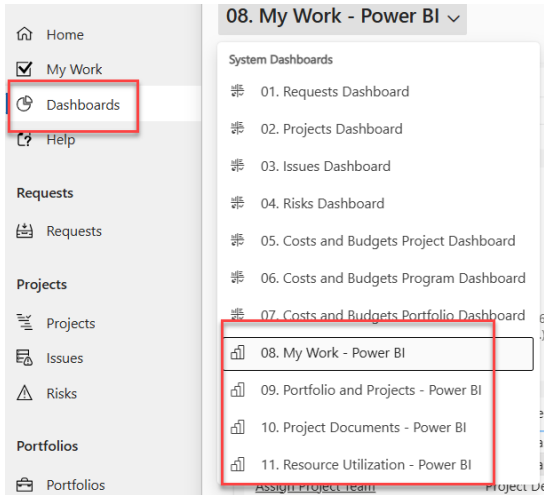 08. My Work - Power BI
Home
My Work
Dashboards
Help
Requests
Requests
Projects
Projects
Issues
Risks
Portfolios
Portfolios
System Dashboards
01. Requests Dashboard
02. Projects Dashboard
03. Issues Dashboard
04. Risks Dashboard
05. Costs and Budgets Project Dashboard
06. Costs and Budgets Program Dashboard
07. Costs and Budgets Portfolio Dashboard
08. My Work - Power BI
09. Portfolio and Projects - Power BI
10. Project Documents - Power BI
11. Resource Utilization - Power BI
Assign Project Team
Project